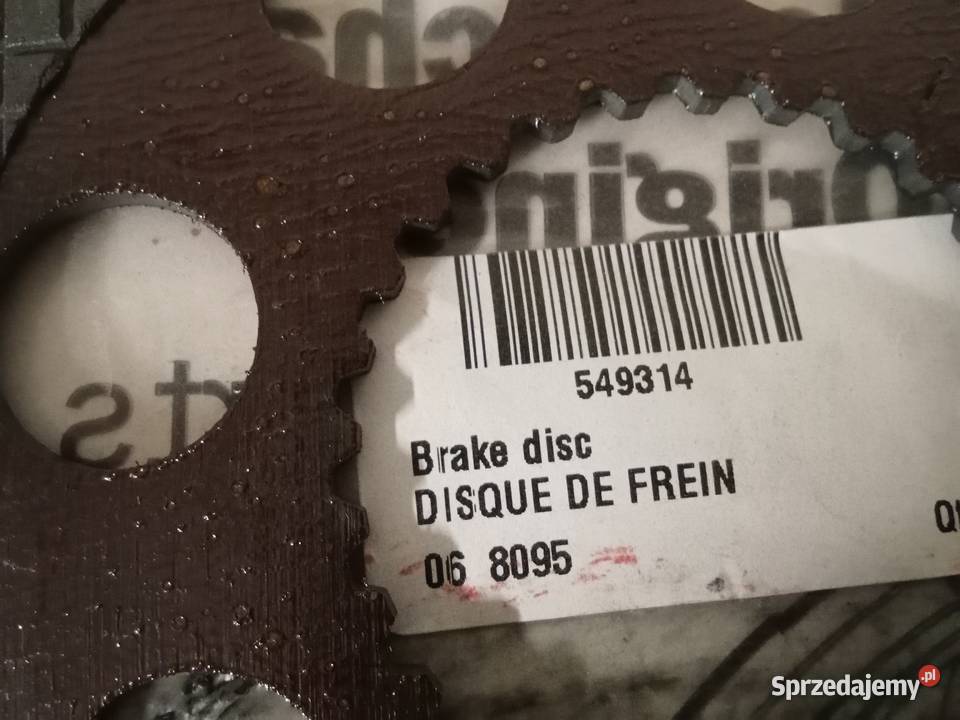 549314
Brake disc
DISQUE DE FREIN
06 8095
Sprzedajemy.pl